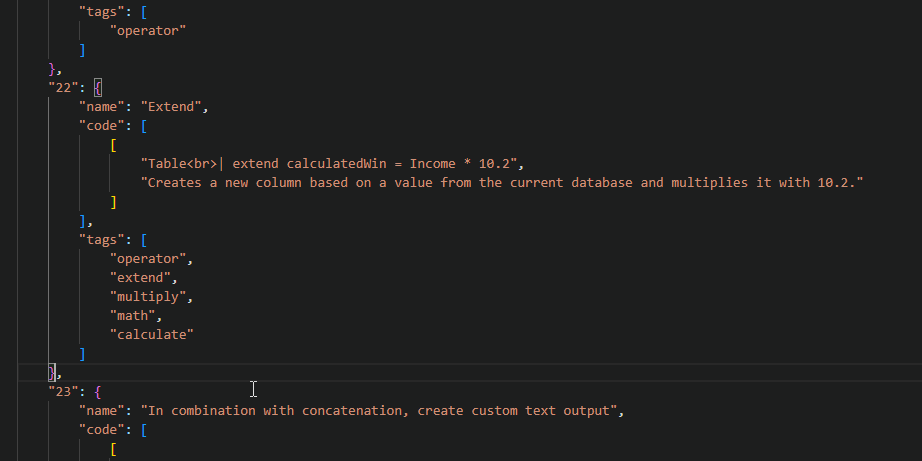 "tags": [
"operator"
]
},
"22": {
"name": "Extend",
"code": [
[
"Table<br>| extend calculatedWin = Income * 10.2",
"Creates a new column based on a value from the current database and multiplies it with 10.2."
]
],
"tags": [
"operator",
"extend",
"multiply",
"math",
"calculate"
]
},
"23": {
"name": "In combination with concatenation, create custom text output",
"code": [
[